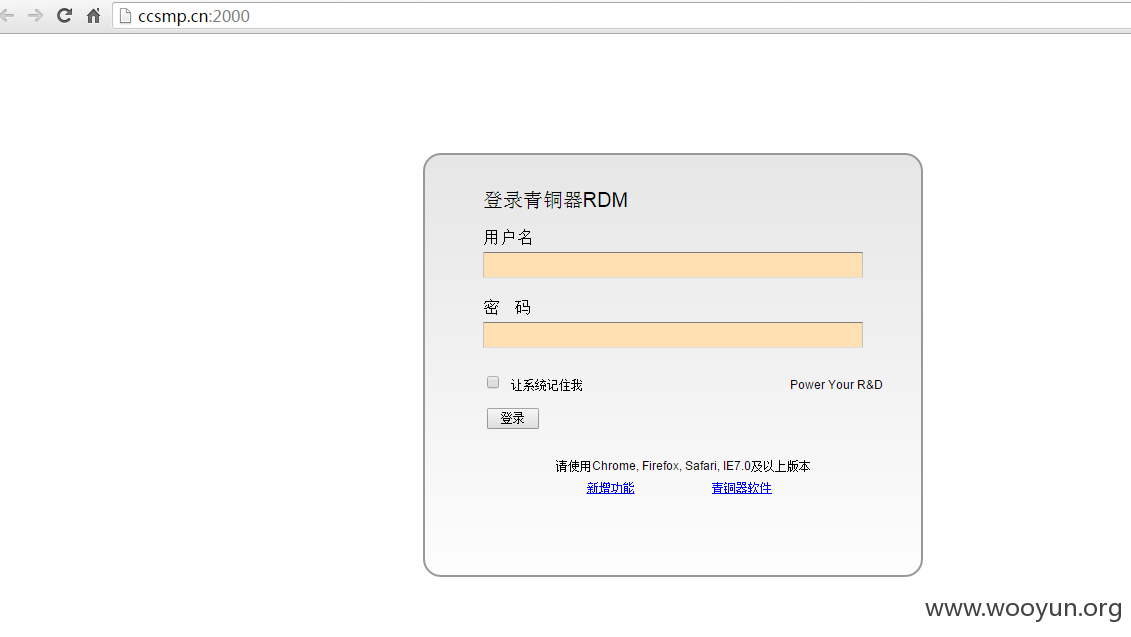 ccsmp.cn:2000
登录青铜器RDM
用户名
密 码
让系统记住我 Power Your R&D
登录
请使用Chrome, Firefox, Safari, IE7.0及以上版本
新增功能 青铜器软件
www.wooyun.org